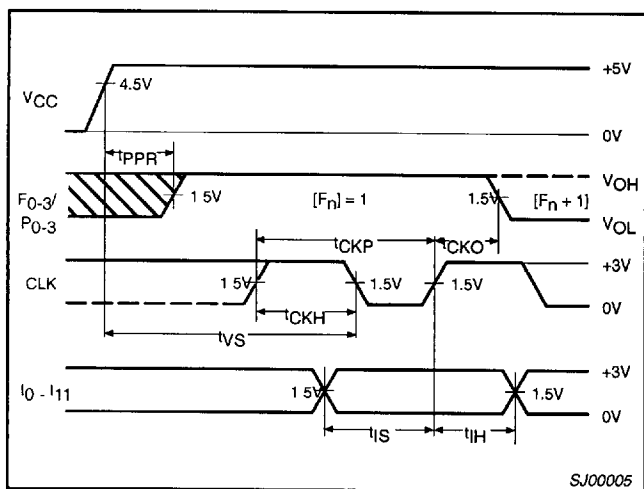 +5V
4.5V
VCC
0V
tPPR
VOH
F0-3/
P0-3
1 5V
[Fn] = 1
1.5V
[Fn + 1]
VOL
tCKP
tCKO
+3V
CLK
1 5V
1.5V
1.5V
0V
tCKH
tVS
+3V
I0 - I11
1 5V
1.5V
0V
tIS
tIH
SJ00005